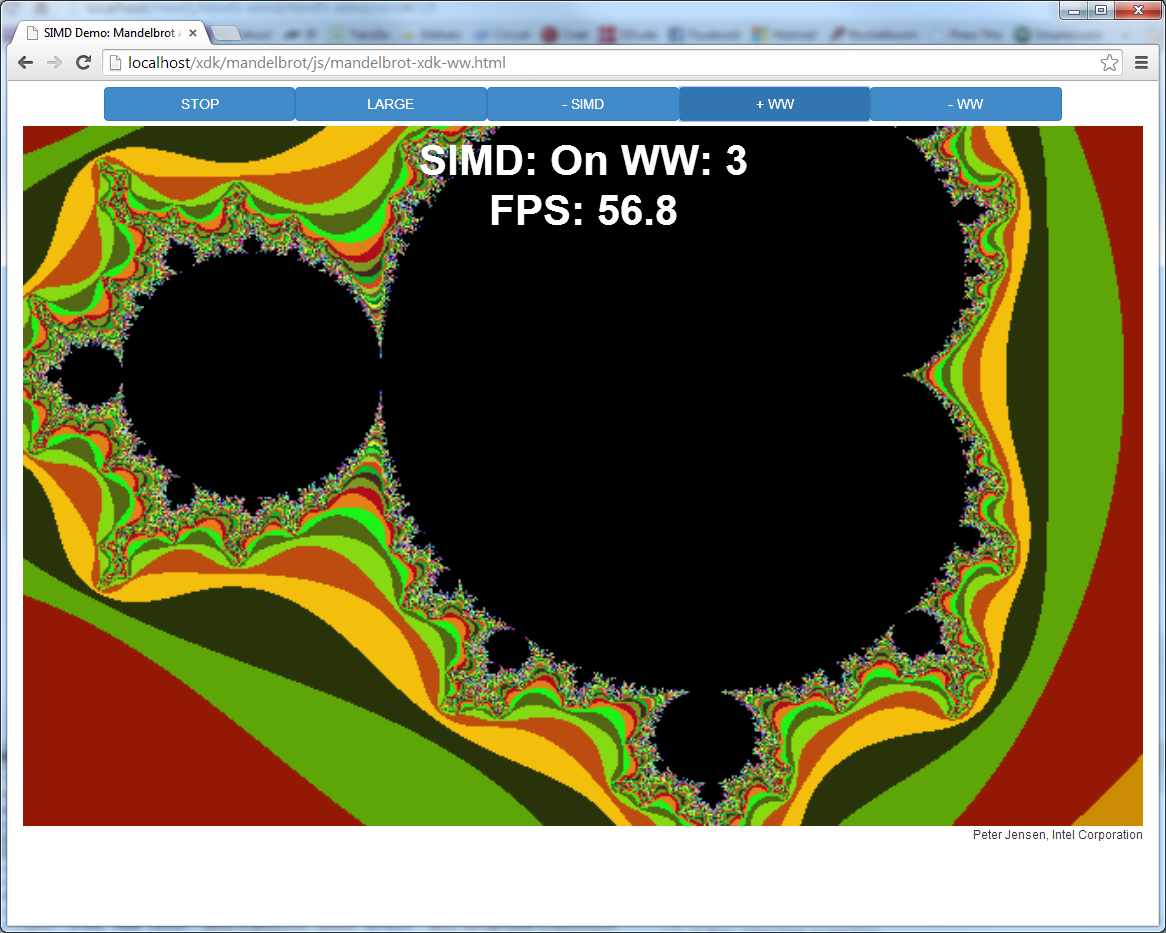 SIMD Demo: Mandelbrot
localhost/xdk/mandelbrot/js/mandelbrot-xdk-ww.html
STOP LARGE - SIMD + WW - WW
SIMD: On WW: 3
FPS: 56.8
Peter Jensen, Intel Corporation